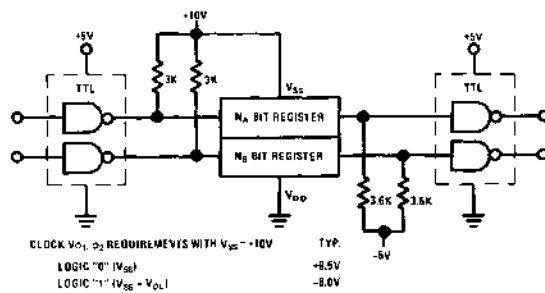 +10V
+5V
+5V
TTL
3K
3K
VSS
TTL
NA BIT REGISTER
NB BIT REGISTER
VDD
3.6K
3.6K
-5V
CLOCK VΦ1, Φ2 REQUIREMENTS WITH VSS = +10V
TYP.
LOGIC "0" (VSS)
+8.5V
LOGIC "1" (VSS - VΦL)
-8.0V